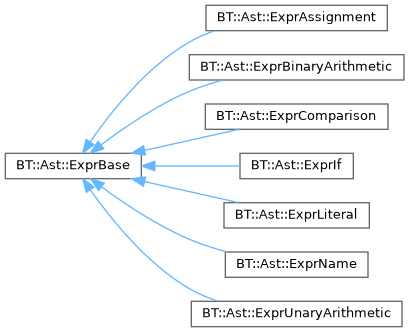 BT::Ast::ExprAssignment
BT::Ast::ExprBinaryArithmetic
BT::Ast::ExprComparison
BT::Ast::ExprBase
BT::Ast::ExprIf
BT::Ast::ExprLiteral
BT::Ast::ExprName
BT::Ast::ExprUnaryArithmetic